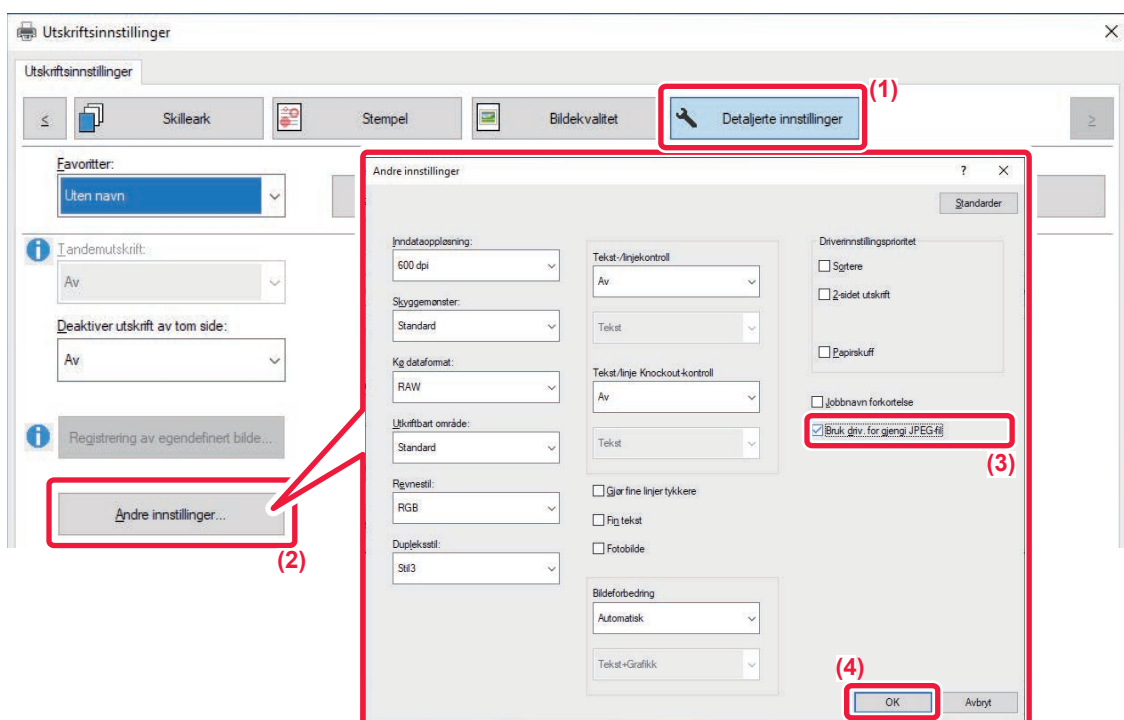 Utskriftsinnstillinger
Utskriftsinnstillinger
(1)
< Skilleark Stempel Bildekvalitet Detaljerte innstillinger >
Favoritter:
Uten navn
Tandemutskrift:
Av
Deaktiver utskrift av tom side:
Av
Registrering av egendefinert bilde...
Andre innstillinger...
(2)
Andre innstillinger
?
Standarder
Inndataoppløsning:
600 dpi
Skyggemønster:
Standard
Kø dataformat:
RAW
Utkriftbart område:
Standard
Revnestil:
RGB
Dupleksstil:
Stil3
Tekst-/linjekontroll
Av
Tekst
Tekst/linje Knockout-kontroll
Av
Tekst
Gjør fine linjer tykkere
Fin tekst
Fotobilde
Bildeforbedring
Automatisk
Tekst+Grafikk
Driverinnstillingsprioritet
Sortere
2-sidet utskrift
Papirskuff
Jobbnavn forkortelse
Bruk driv. for gjengi JPEG-fil
(3)
(4)
OK Avbryt